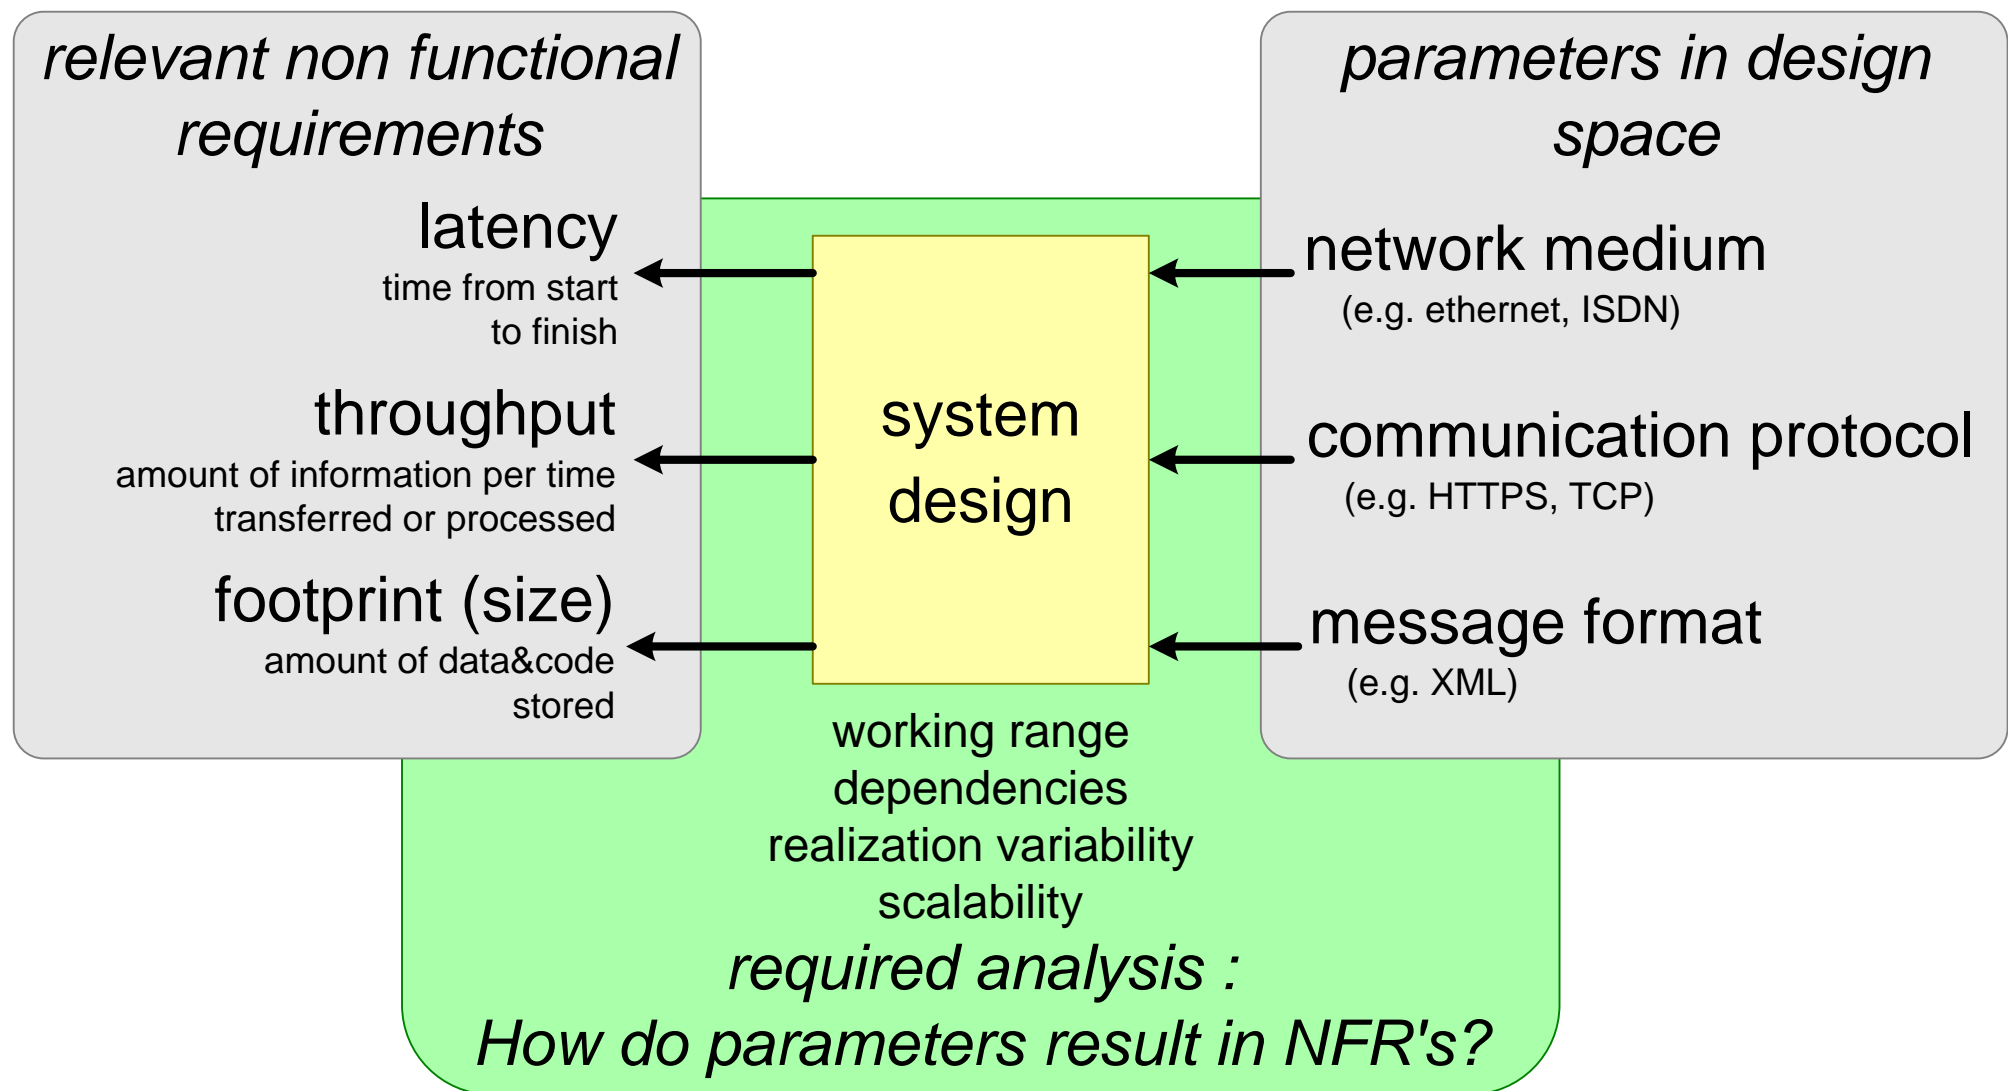 relevant non functional
requirements
latency
time from start
to finish
throughput
amount of information per time
transferred or processed
footprint (size)
amount of data&code
stored
system
design
working range
dependencies
realization variability
scalability
required analysis :
How do parameters result in NFR's?
parameters in design
space
network medium
(e.g. ethernet, ISDN)
communication protocol
(e.g. HTTPS, TCP)
message format
(e.g. XML)